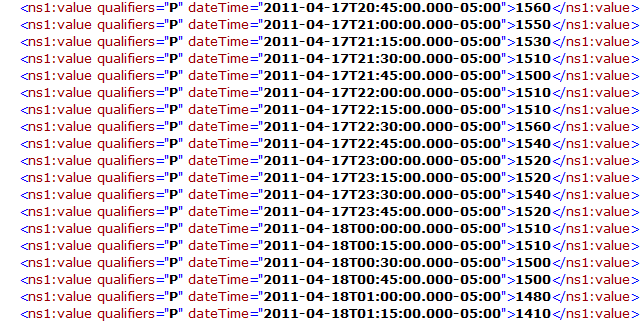 <ns1:value qualifiers="P" dateTime="2011-04-17T20:45:00.000-05:00">1560</ns1:value>
<ns1:value qualifiers="P" dateTime="2011-04-17T21:00:00.000-05:00">1550</ns1:value>
<ns1:value qualifiers="P" dateTime="2011-04-17T21:15:00.000-05:00">1530</ns1:value>
<ns1:value qualifiers="P" dateTime="2011-04-17T21:30:00.000-05:00">1510</ns1:value>
<ns1:value qualifiers="P" dateTime="2011-04-17T21:45:00.000-05:00">1500</ns1:value>
<ns1:value qualifiers="P" dateTime="2011-04-17T22:00:00.000-05:00">1510</ns1:value>
<ns1:value qualifiers="P" dateTime="2011-04-17T22:15:00.000-05:00">1510</ns1:value>
<ns1:value qualifiers="P" dateTime="2011-04-17T22:30:00.000-05:00">1560</ns1:value>
<ns1:value qualifiers="P" dateTime="2011-04-17T22:45:00.000-05:00">1540</ns1:value>
<ns1:value qualifiers="P" dateTime="2011-04-17T23:00:00.000-05:00">1520</ns1:value>
<ns1:value qualifiers="P" dateTime="2011-04-17T23:15:00.000-05:00">1520</ns1:value>
<ns1:value qualifiers="P" dateTime="2011-04-17T23:30:00.000-05:00">1540</ns1:value>
<ns1:value qualifiers="P" dateTime="2011-04-17T23:45:00.000-05:00">1520</ns1:value>
<ns1:value qualifiers="P" dateTime="2011-04-18T00:00:00.000-05:00">1510</ns1:value>
<ns1:value qualifiers="P" dateTime="2011-04-18T00:15:00.000-05:00">1510</ns1:value>
<ns1:value qualifiers="P" dateTime="2011-04-18T00:30:00.000-05:00">1500</ns1:value>
<ns1:value qualifiers="P" dateTime="2011-04-18T00:45:00.000-05:00">1500</ns1:value>
<ns1:value qualifiers="P" dateTime="2011-04-18T01:00:00.000-05:00">1480</ns1:value>
<ns1:value qualifiers="P" dateTime="2011-04-18T01:15:00.000-05:00">1410</ns1:value>